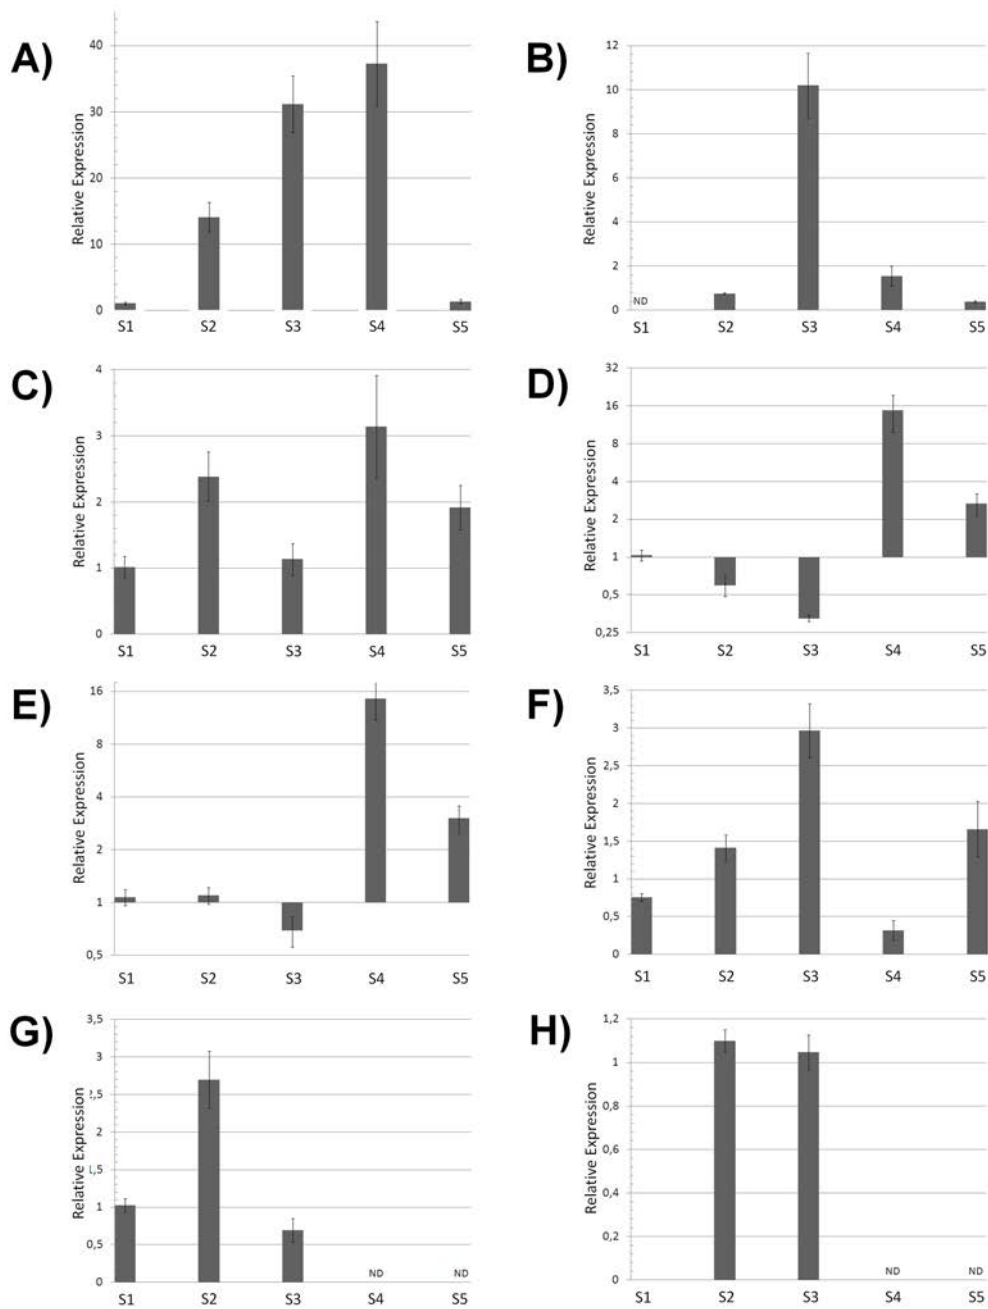 A)
Relative Expression
40
30
20
10
0
S1 S2 S3 S4 S5
B)
Relative Expression
12
10
8
6
4
2
0
ND
S1 S2 S3 S4 S5
C)
Relative Expression
4
3
2
1
0
S1 S2 S3 S4 S5
D)
Relative Expression
32
16
8
4
2
1
0,5
0,25
S1 S2 S3 S4 S5
E)
Relative Expression
16
8
4
2
1
0,5
S1 S2 S3 S4 S5
F)
Relative Expression
3,5
3
2,5
2
1,5
1
0,5
0
S1 S2 S3 S4 S5
G)
Relative Expression
3,5
3
2,5
2
1,5
1
0,5
0
ND ND
S1 S2 S3 S4 S5
H)
Relative Expression
1,2
1
0,8
0,6
0,4
0,2
0
ND ND
S1 S2 S3 S4 S5